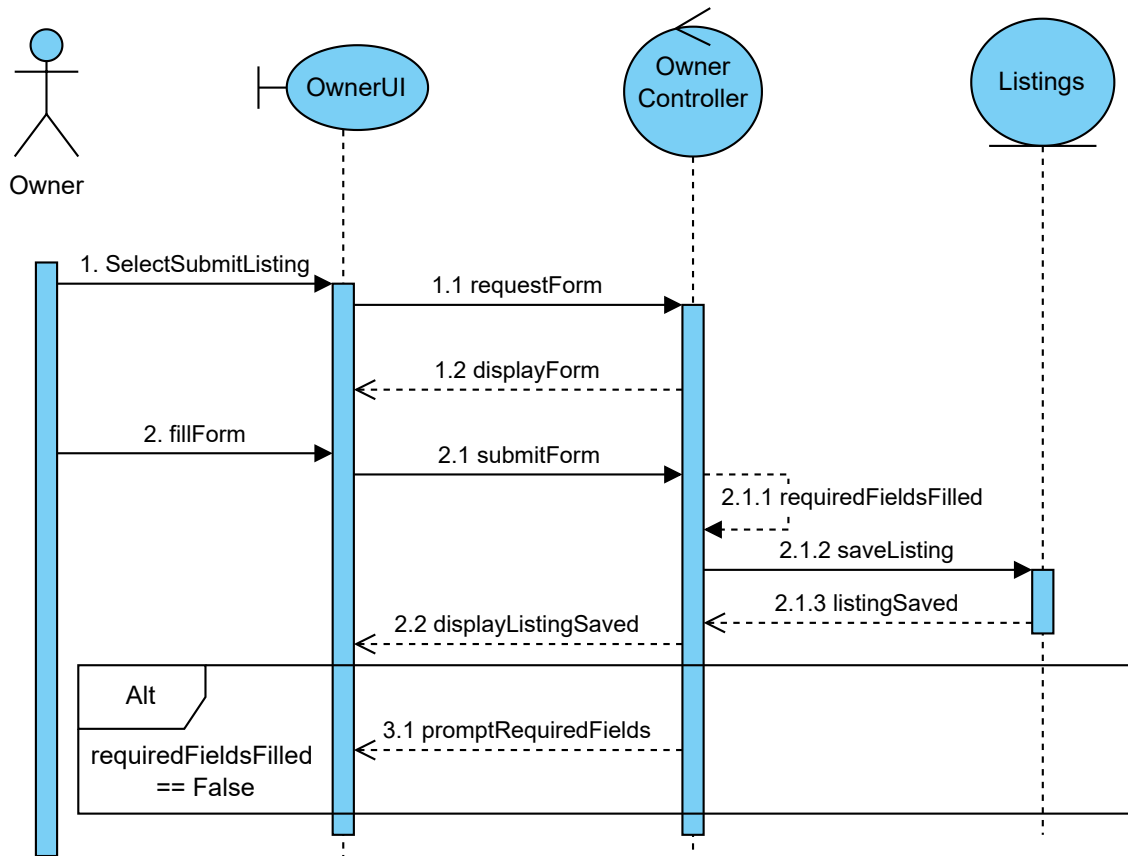 OwnerUI
Owner
Controller
Listings
Owner
1. SelectSubmitListing
1.1 requestForm
1.2 displayForm
2. fillForm
2.1 submitForm
2.1.1 requiredFieldsFilled
2.1.2 saveListing
2.1.3 listingSaved
2.2 displayListingSaved
Alt
3.1 promptRequiredFields
requiredFieldsFilled
== False